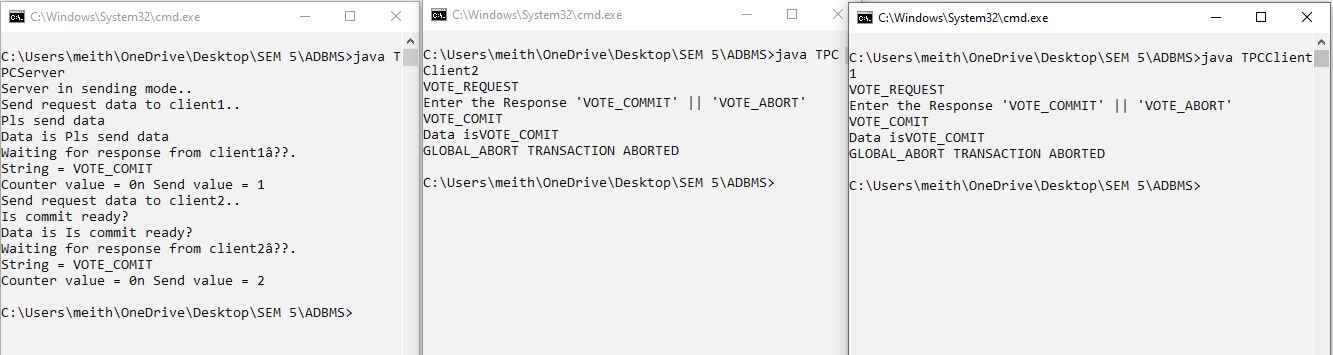 C:\Windows\System32\cmd.exe
C:\Users\meith\OneDrive\Desktop\SEM 5\ADBMS>java T
PCServer
Server in sending mode..
Send request data to client1..
Pls send data
Data is Pls send data
Waiting for response from client1â??.
String = VOTE_COMIT
Counter value = 0n Send value = 1
Send request data to client2..
Is commit ready?
Data is Is commit ready?
Waiting for response from client2â??.
String = VOTE_COMIT
Counter value = 0n Send value = 2
C:\Users\meith\OneDrive\Desktop\SEM 5\ADBMS>
C:\Windows\System32\cmd.exe
C:\Users\meith\OneDrive\Desktop\SEM 5\ADBMS>java TPC
Client2
VOTE_REQUEST
Enter the Response 'VOTE_COMMIT' || 'VOTE_ABORT'
VOTE_COMIT
Data isVOTE_COMIT
GLOBAL_ABORT TRANSACTION ABORTED
C:\Users\meith\OneDrive\Desktop\SEM 5\ADBMS>
C:\Windows\System32\cmd.exe
C:\Users\meith\OneDrive\Desktop\SEM 5\ADBMS>java TPCClient
1
VOTE_REQUEST
Enter the Response 'VOTE_COMMIT' || 'VOTE_ABORT'
VOTE_COMIT
Data isVOTE_COMIT
GLOBAL_ABORT TRANSACTION ABORTED
C:\Users\meith\OneDrive\Desktop\SEM 5\ADBMS>